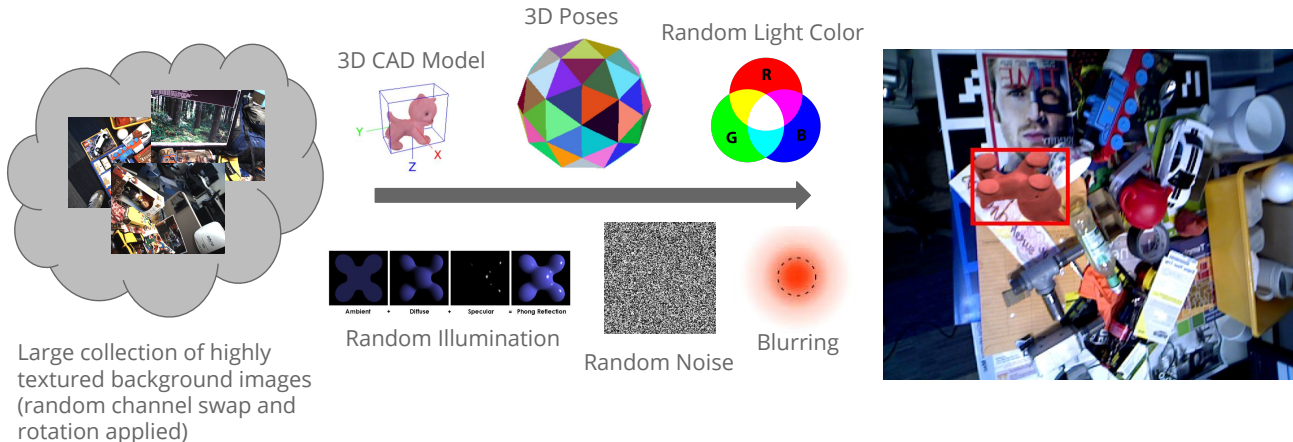 3D Poses
3D CAD Model
Random Light Color
R
G
B
Y
X
Z
TIME
Ambient + Diffuse + Specular = Phong Reflection
Random Illumination
Random Noise
Blurring
Large collection of highly
textured background images
(random channel swap and
rotation applied)